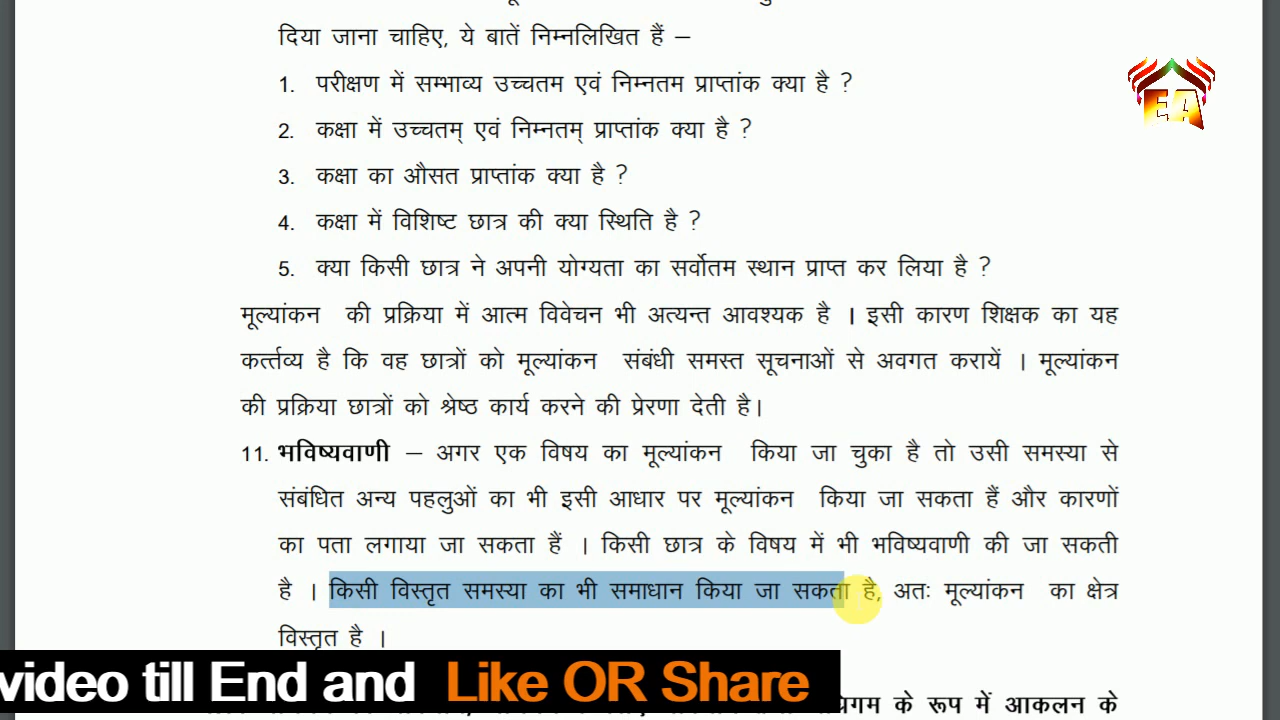 दिया जाना चाहिए, ये बातें निम्नलिखित हैं –
1. परीक्षण में सम्भाव्य उच्चतम एवं निम्नतम प्राप्तांक क्या है ?
2. कक्षा में उच्चतम् एवं निम्नतम् प्राप्तांक क्या है ?
3. कक्षा का औसत प्राप्तांक क्या है ?
4. कक्षा में विशिष्ट छात्र की क्या स्थिति है ?
5. क्या किसी छात्र ने अपनी योग्यता का सर्वोतम स्थान प्राप्त कर लिया है ?
EA
मूल्यांकन की प्रक्रिया में आत्म विवेचन भी अत्यन्त आवश्यक है । इसी कारण शिक्षक का यह
कर्त्तव्य है कि वह छात्रों को मूल्यांकन संबंधी समस्त सूचनाओं से अवगत करायें । मूल्यांकन
की प्रक्रिया छात्रों को श्रेष्ठ कार्य करने की प्रेरणा देती है।
11. भविष्यवाणी – अगर एक विषय का मूल्यांकन किया जा चुका है तो उसी समस्या से
संबंधित अन्य पहलुओं का भी इसी आधार पर मूल्यांकन किया जा सकता हैं और कारणों
का पता लगाया जा सकता हैं । किसी छात्र के विषय में भी भविष्यवाणी की जा सकती
है । किसी विस्तृत समस्या का भी समाधान किया जा सकता है, अतः मूल्यांकन का क्षेत्र
विस्तृत है ।
video till End and Like OR Share
के रूप में आकलन के